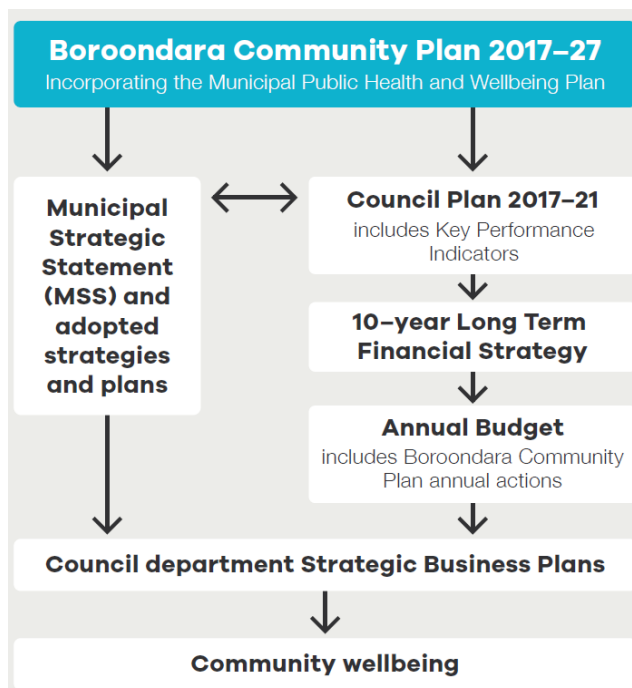 Boroondara Community Plan 2017–27
Incorporating the Municipal Public Health and Wellbeing Plan
Municipal
Strategic
Statement
(MSS) and
adopted
strategies
and plans
Council Plan 2017–21
includes Key Performance
Indicators
10–year Long Term
Financial Strategy
Annual Budget
includes Boroondara Community
Plan annual actions
Council department Strategic Business Plans
Community wellbeing